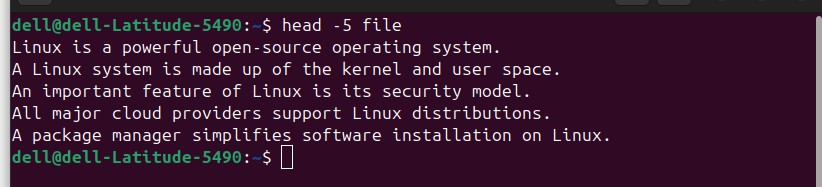 dell@dell-Latitude-5490:~$ head -5 file
Linux is a powerful open-source operating system.
A Linux system is made up of the kernel and user space.
An important feature of Linux is its security model.
All major cloud providers support Linux distributions.
A package manager simplifies software installation on Linux.
dell@dell-Latitude-5490:~$